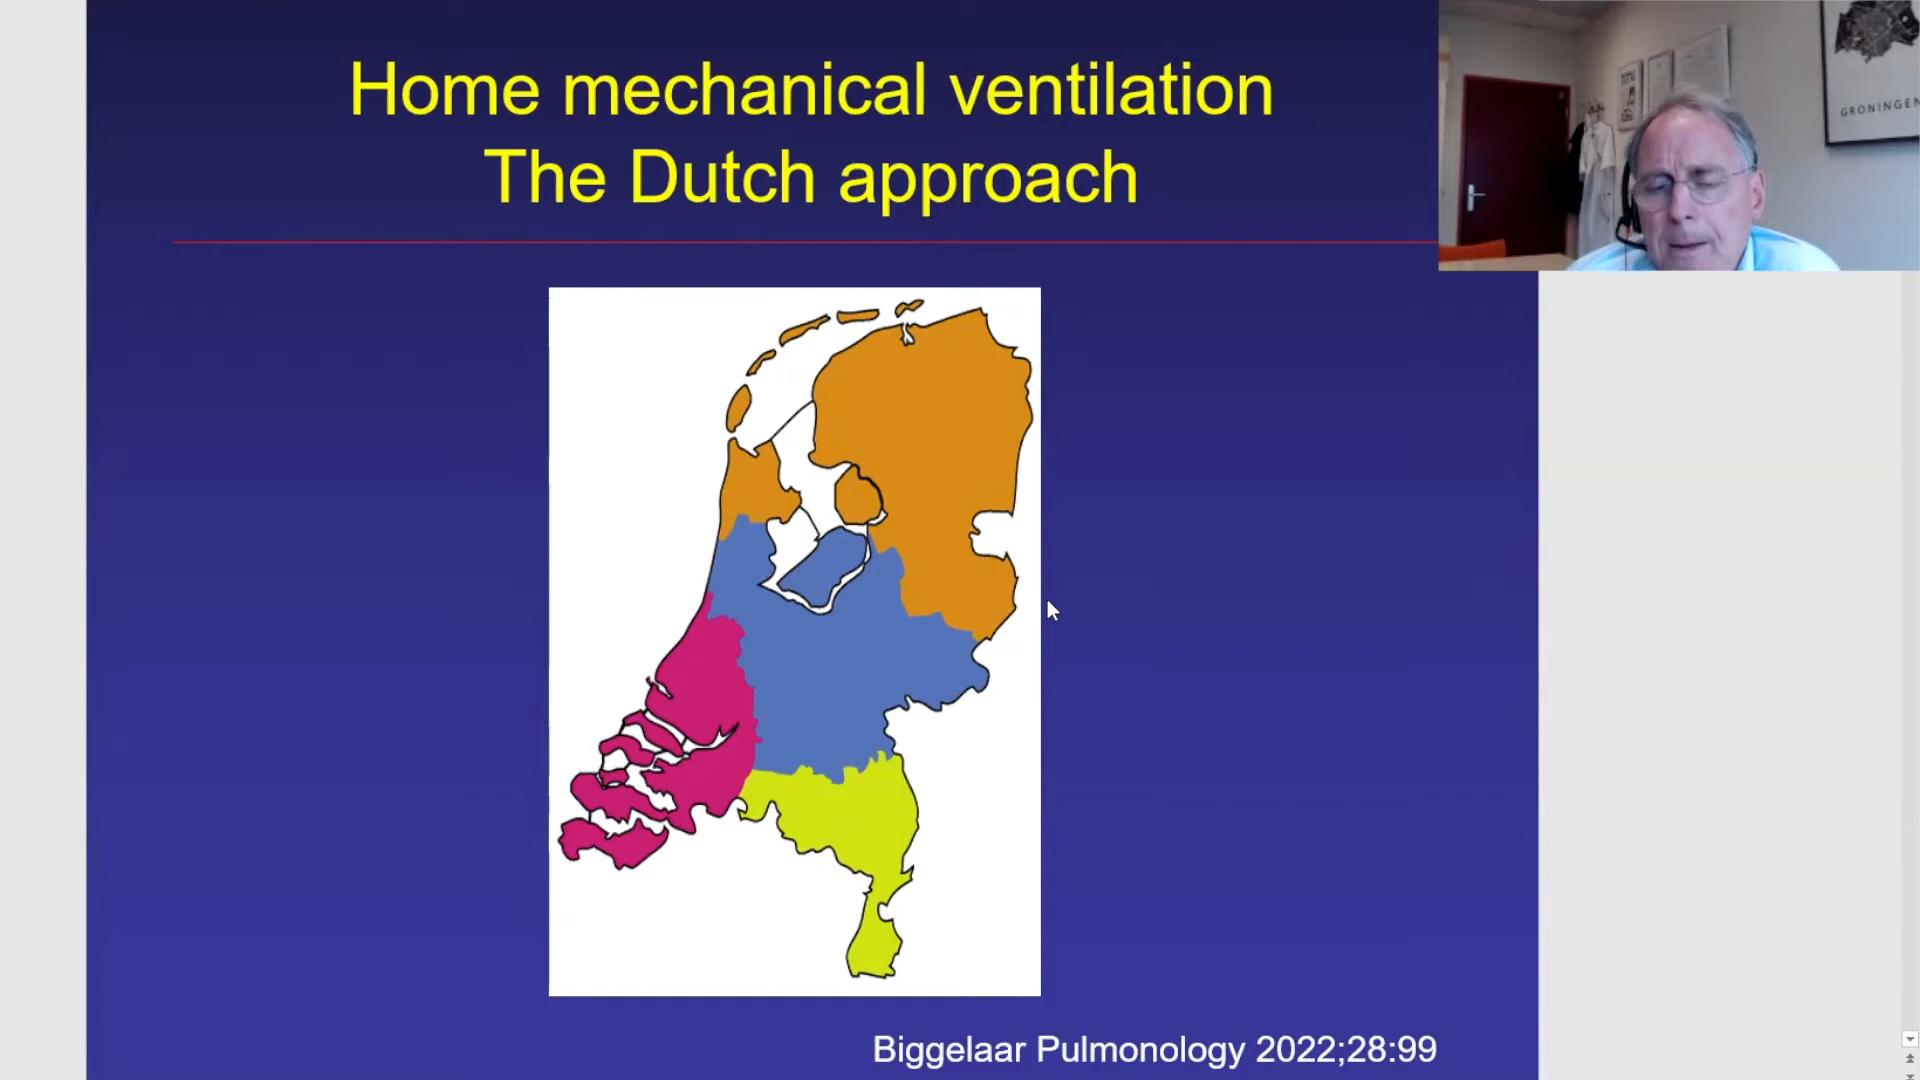 Home mechanical ventilation
The Dutch approach
GRONINGEN
Biggelaar Pulmonology 2022;28:99